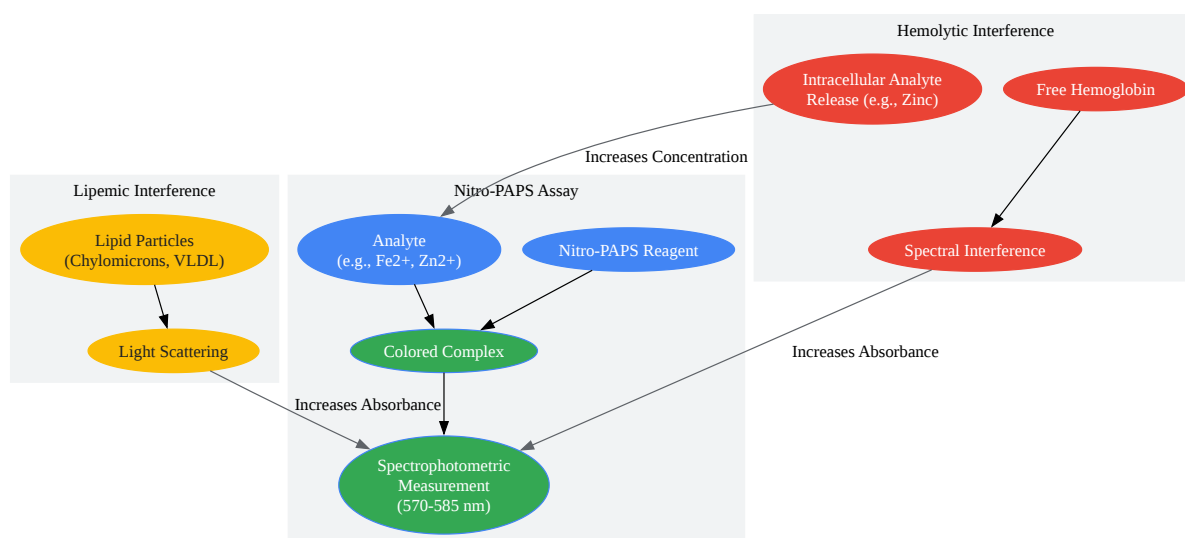 Hemolytic Interference
Intracellular Analyte
Release (e.g., Zinc)
Free Hemoglobin
Increases Concentration
Lipemic Interference
Nitro-PAPS Assay
Lipid Particles
(Chylomicrons, VLDL)
Analyte
(e.g., Fe2+, Zn2+)
Nitro-PAPS Reagent
Spectral Interference
Light Scattering
Colored Complex
Increases Absorbance
Increases Absorbance
Spectrophotometric
Measurement
(570-585 nm)